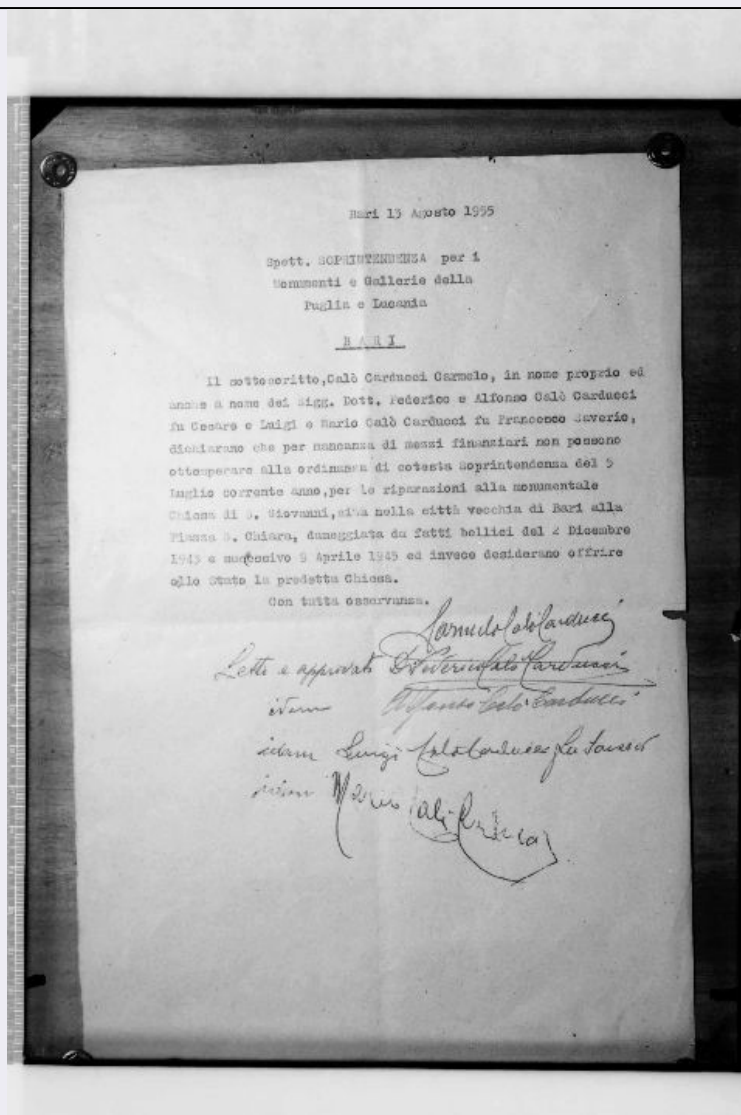 Bari 13 Agosto 1955
Spett. SOPRINTENDENZA per i
Monumenti e Gallerie della
Puglia e Lucania
B A R I
Il sottoscritto,Calò Carducci Carmelo, in nome proprio ed
anche a nome dei Sigg. Dott. Federico e Alfonso Calò Carducci
fu Cesare e Luigi e Mario Calò Carducci fu Francesco Saverio,
dichiarano che per mancanza di mezzi finanziari non possono
ottemperare alla ordinanza di cotesta Soprintendenza del 5
Luglio corrente anno,per le riparazioni alla monumentale
Chiesa di S. Giovanni,sita nella città vecchia di Bari alla
Piazza S. Chiara, danneggiata da fatti bellici del 2 Dicembre
1943 e successivo 9 Aprile 1945 ed invece desiderano offrire
allo Stato la predetta Chiesa.
Con tutta osservanza.
Carmelo Calò Carducci
Letto e approvato Dr Federico Calò Carducci
idem Alfonso Calò Carducci
idem Luigi Calò Carducci fu
idem Mario Calò Carducci